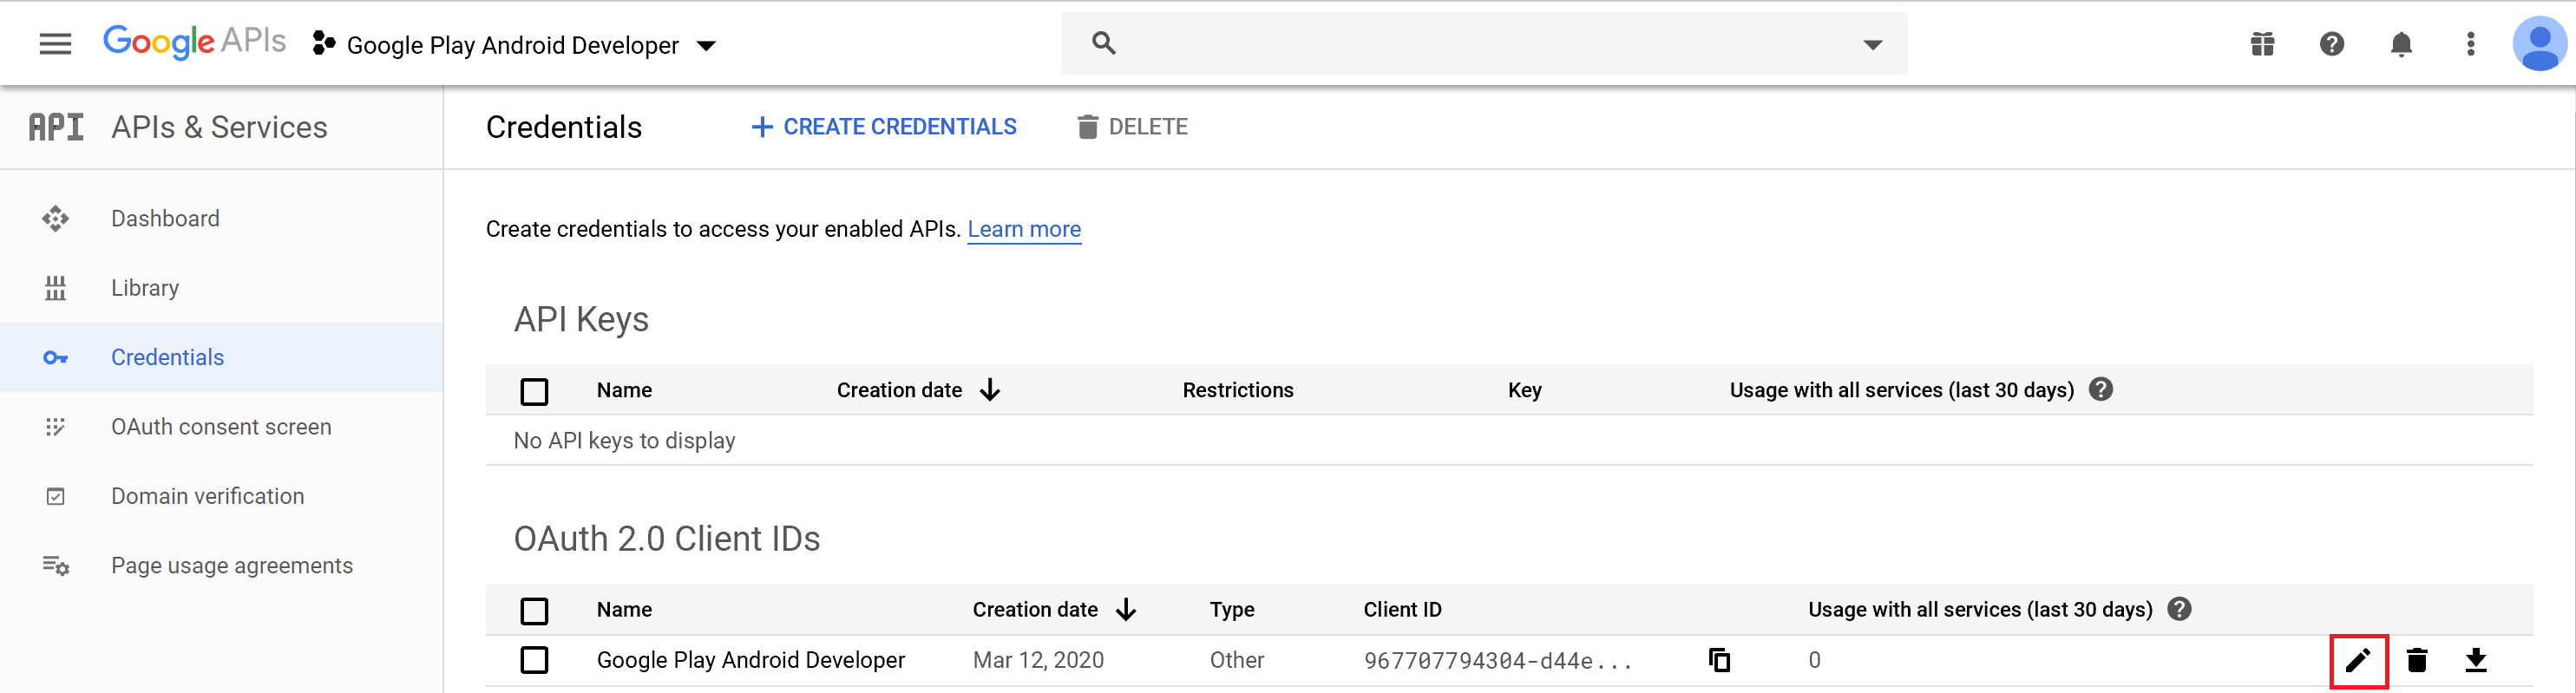 Google APIs Google Play Android Developer
API APIs & Services Credentials + CREATE CREDENTIALS DELETE
Dashboard
Create credentials to access your enabled APIs. Learn more
Library
API Keys
Credentials
Name Creation date Restrictions Key Usage with all services (last 30 days)
OAuth consent screen
No API keys to display
Domain verification
OAuth 2.0 Client IDs
Page usage agreements
Name Creation date Type Client ID Usage with all services (last 30 days)
Google Play Android Developer Mar 12, 2020 Other 967707794304-d44e... 0